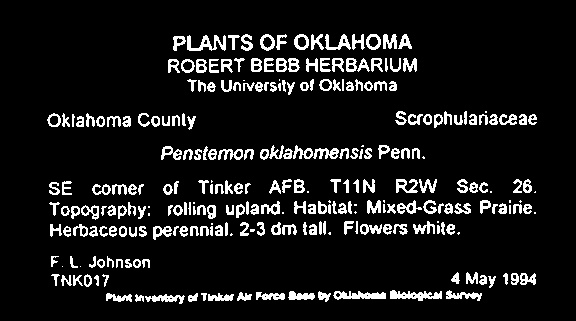 PLANTS OF OKLAHOMA
ROBERT BEBB HERBARIUM
The University of Oklahoma
Oklahoma County Scrophulariaceae
Penstemon oklahomensis Penn.
SE corner of Tinker AFB. T11N R2W Sec. 26.
Topography: rolling upland. Habitat: Mixed-Grass Prairie.
Herbaceous perennial. 2-3 dm tall. Flowers white.
F. L. Johnson
TNK017 4 May 1994
Plant Inventory of Tinker Air Force Base by Oklahoma Biological Survey